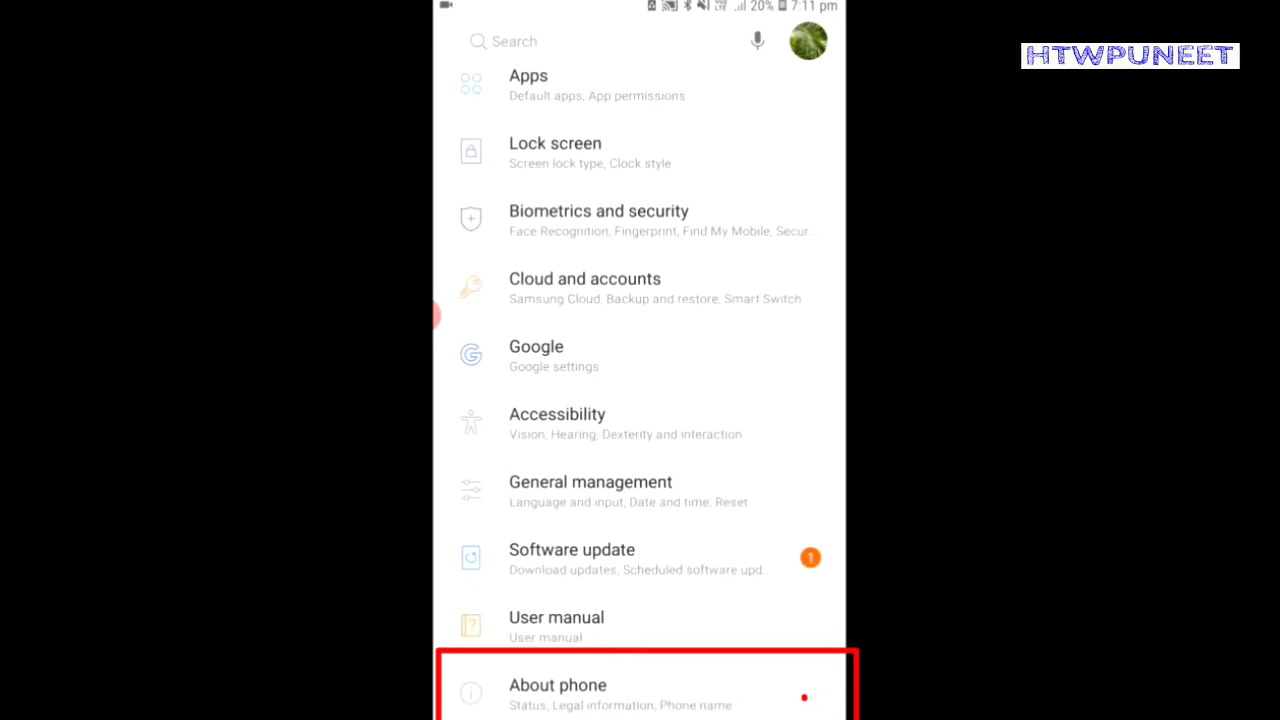 20% 7:11 pm
Search
HTWPUNEET
Apps
Default apps, App permissions
Lock screen
Screen lock type, Clock style
Biometrics and security
Face Recognition, Fingerprint, Find My Mobile, Secur...
Cloud and accounts
Samsung Cloud, Backup and restore, Smart Switch
Google
Google settings
Accessibility
Vision, Hearing, Dexterity and interaction
General management
Language and input, Date and time, Reset
Software update
1
Download updates, Scheduled software upd...
User manual
User manual
About phone
Status, Legal information, Phone name